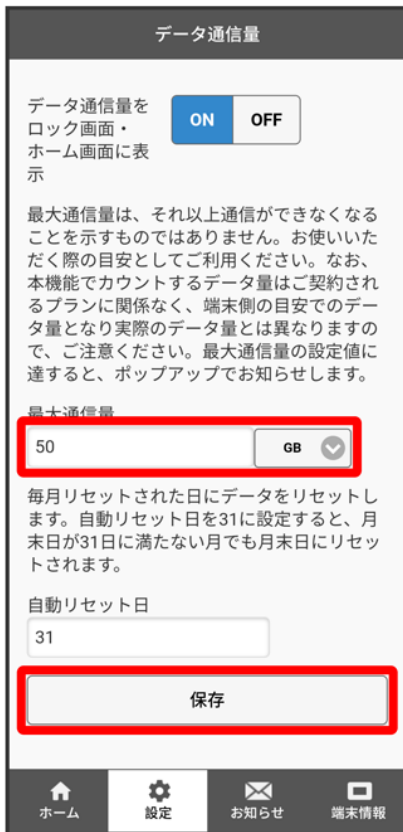 データ通信量
データ通信量を
ロック画面・
ホーム画面に表
示
ON OFF
最大通信量は、それ以上通信ができなくなる
ことを示すものではありません。お使いいた
だく際の目安としてご利用ください。なお、
本機能でカウントするデータ量はご契約され
るプランに関係なく、端末側の目安でのデー
タ量となり実際のデータ量とは異なりますの
で、ご注意ください。最大通信量の設定値に
達すると、ポップアップでお知らせします。
最大通信量
50 GB
毎月リセットされた日にデータをリセットし
ます。自動リセット日を31に設定すると、月
末日が31日に満たない月でも月末日にリセッ
トされます。
自動リセット日
31
保存
ホーム 設定 お知らせ 端末情報